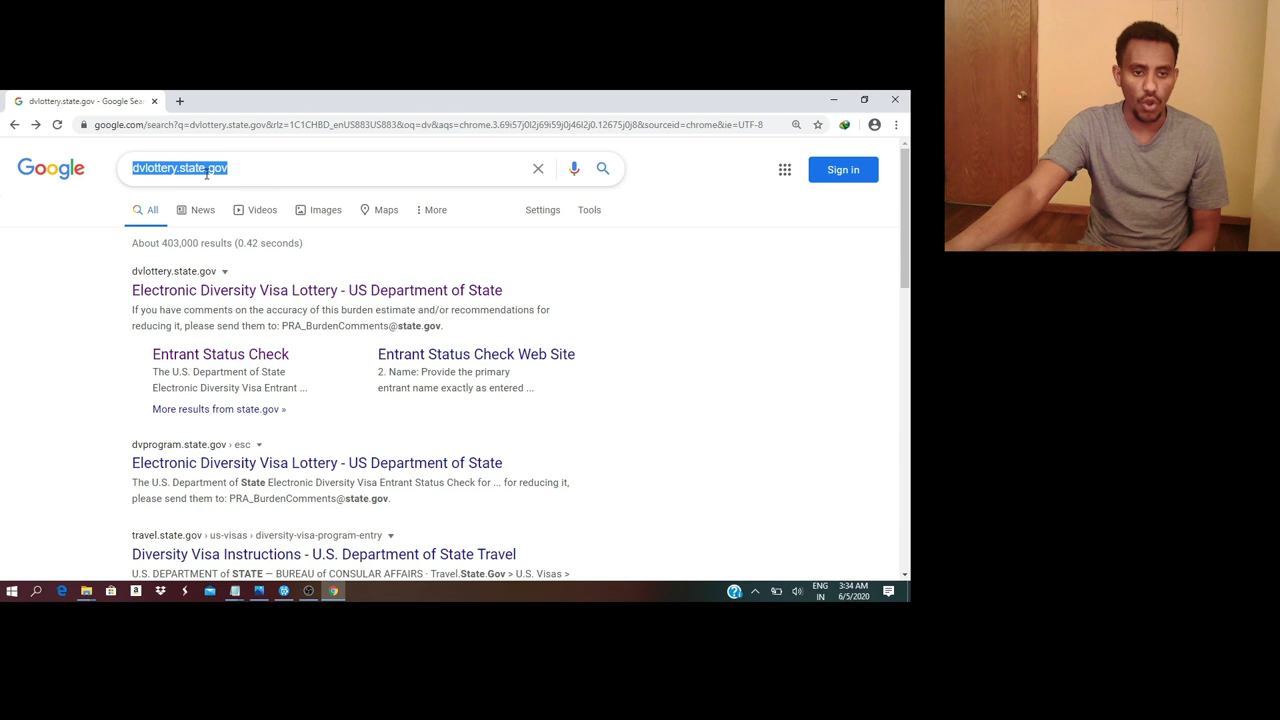 dvlottery.state.gov - Google Sea
google.com/search?q=dvlottery.state.gov&rlz=1C1CHBD_enUS883US883&oq=dv&aqs=chrome.3.69i57j0l2j69i59j0j46l2j0.12675j0j8&sourceid=chrome&ie=UTF-8
Google
dvlottery.state.gov
Sign in
All News Videos Images Maps More Settings Tools
About 403,000 results (0.42 seconds)
dvlottery.state.gov
Electronic Diversity Visa Lottery - US Department of State
If you have comments on the accuracy of this burden estimate and/or recommendations for
reducing it, please send them to: PRA_BurdenComments@state.gov.
Entrant Status Check Entrant Status Check Web Site
The U.S. Department of State 2. Name: Provide the primary
Electronic Diversity Visa Entrant ... entrant name exactly as entered ...
More results from state.gov »
dvprogram.state.gov › esc
Electronic Diversity Visa Lottery - US Department of State
The U.S. Department of State Electronic Diversity Visa Entrant Status Check for ... for reducing it,
please send them to: PRA_BurdenComments@state.gov.
travel.state.gov › us-visas › diversity-visa-program-entry
Diversity Visa Instructions - U.S. Department of State Travel
U.S. DEPARTMENT of STATE — BUREAU of CONSULAR AFFAIRS · Travel.State.Gov > U.S. Visas >
ENG 3:34 AM
IN 6/5/2020